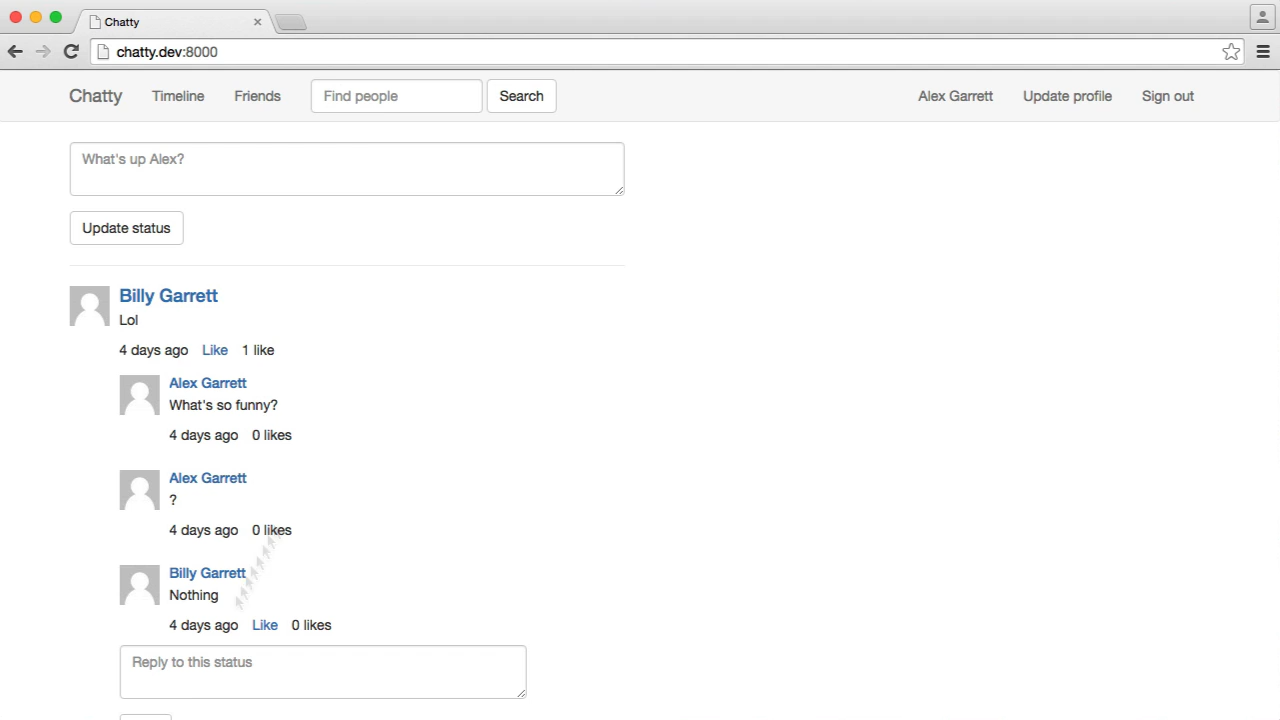 Chatty
chatty.dev:8000
Chatty Timeline Friends Find people Search Alex Garrett Update profile Sign out
What's up Alex?
Update status
Billy Garrett
Lol
4 days ago Like 1 like
Alex Garrett
What's so funny?
4 days ago 0 likes
Alex Garrett
?
4 days ago 0 likes
Billy Garrett
Nothing
4 days ago Like 0 likes
Reply to this status